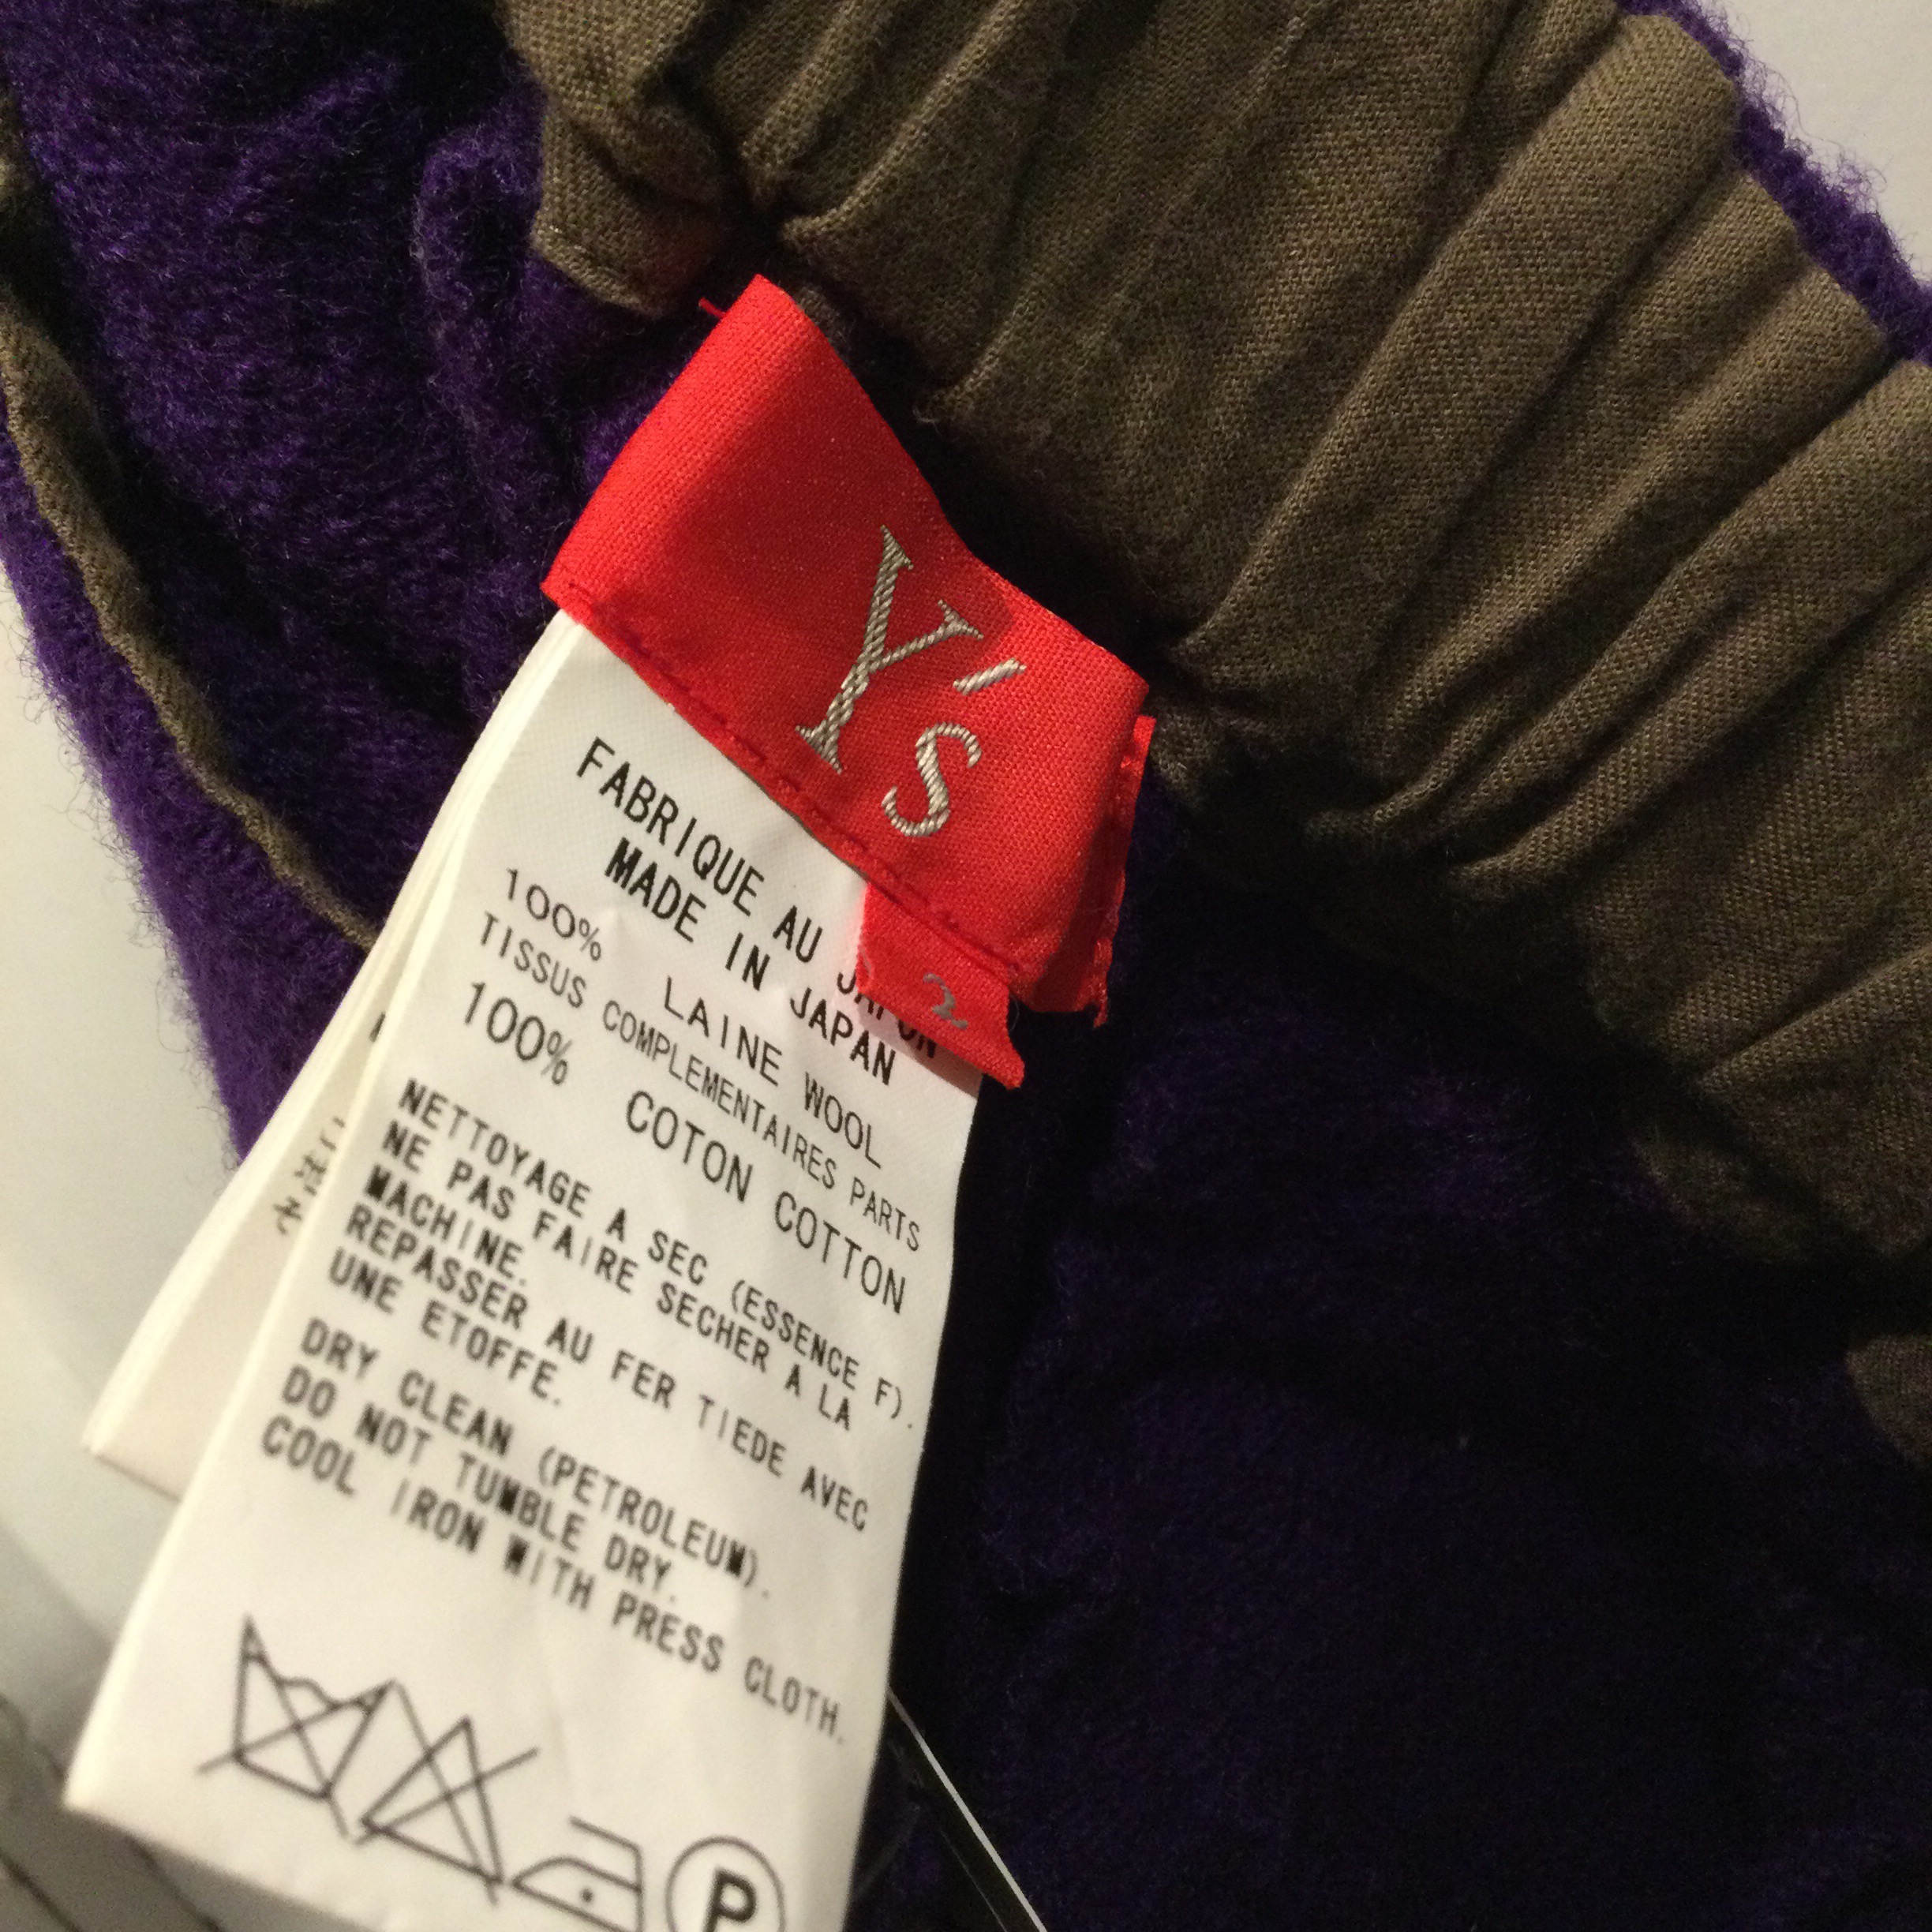 Y's
2
FABRIQUE AU JAPON
MADE IN JAPAN
100% LAINE WOOL
TISSUS COMPLEMENTAIRES PARTS
100% COTON COTTON
NETTOYAGE A SEC (ESSENCE F).
NE PAS FAIRE SECHER A LA
MACHINE.
REPASSER AU FER TIEDE AVEC
UNE ETOFFE.
DRY CLEAN (PETROLEUM).
DO NOT TUMBLE DRY.
COOL IRON WITH PRESS CLOTH.
P